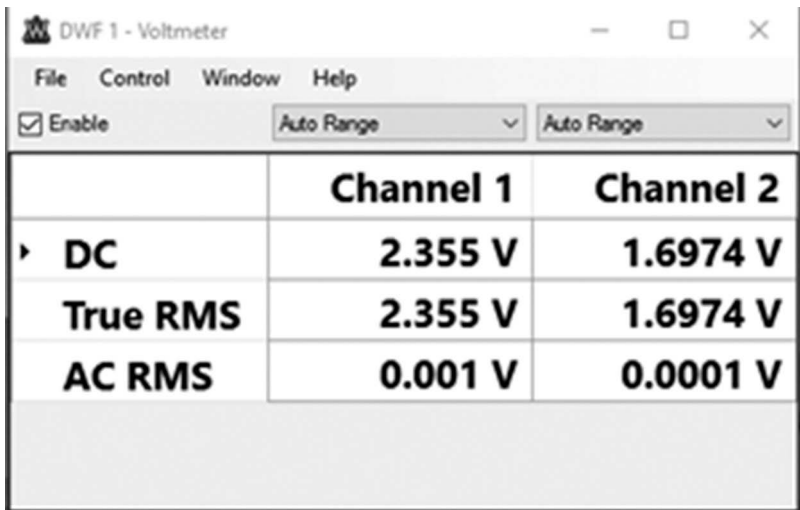 DWF 1 - Voltmeter
File Control Window Help
Enable Auto Range Auto Range
Channel 1 Channel 2
DC 2.355 V 1.6974 V
True RMS 2.355 V 1.6974 V
AC RMS 0.001 V 0.0001 V